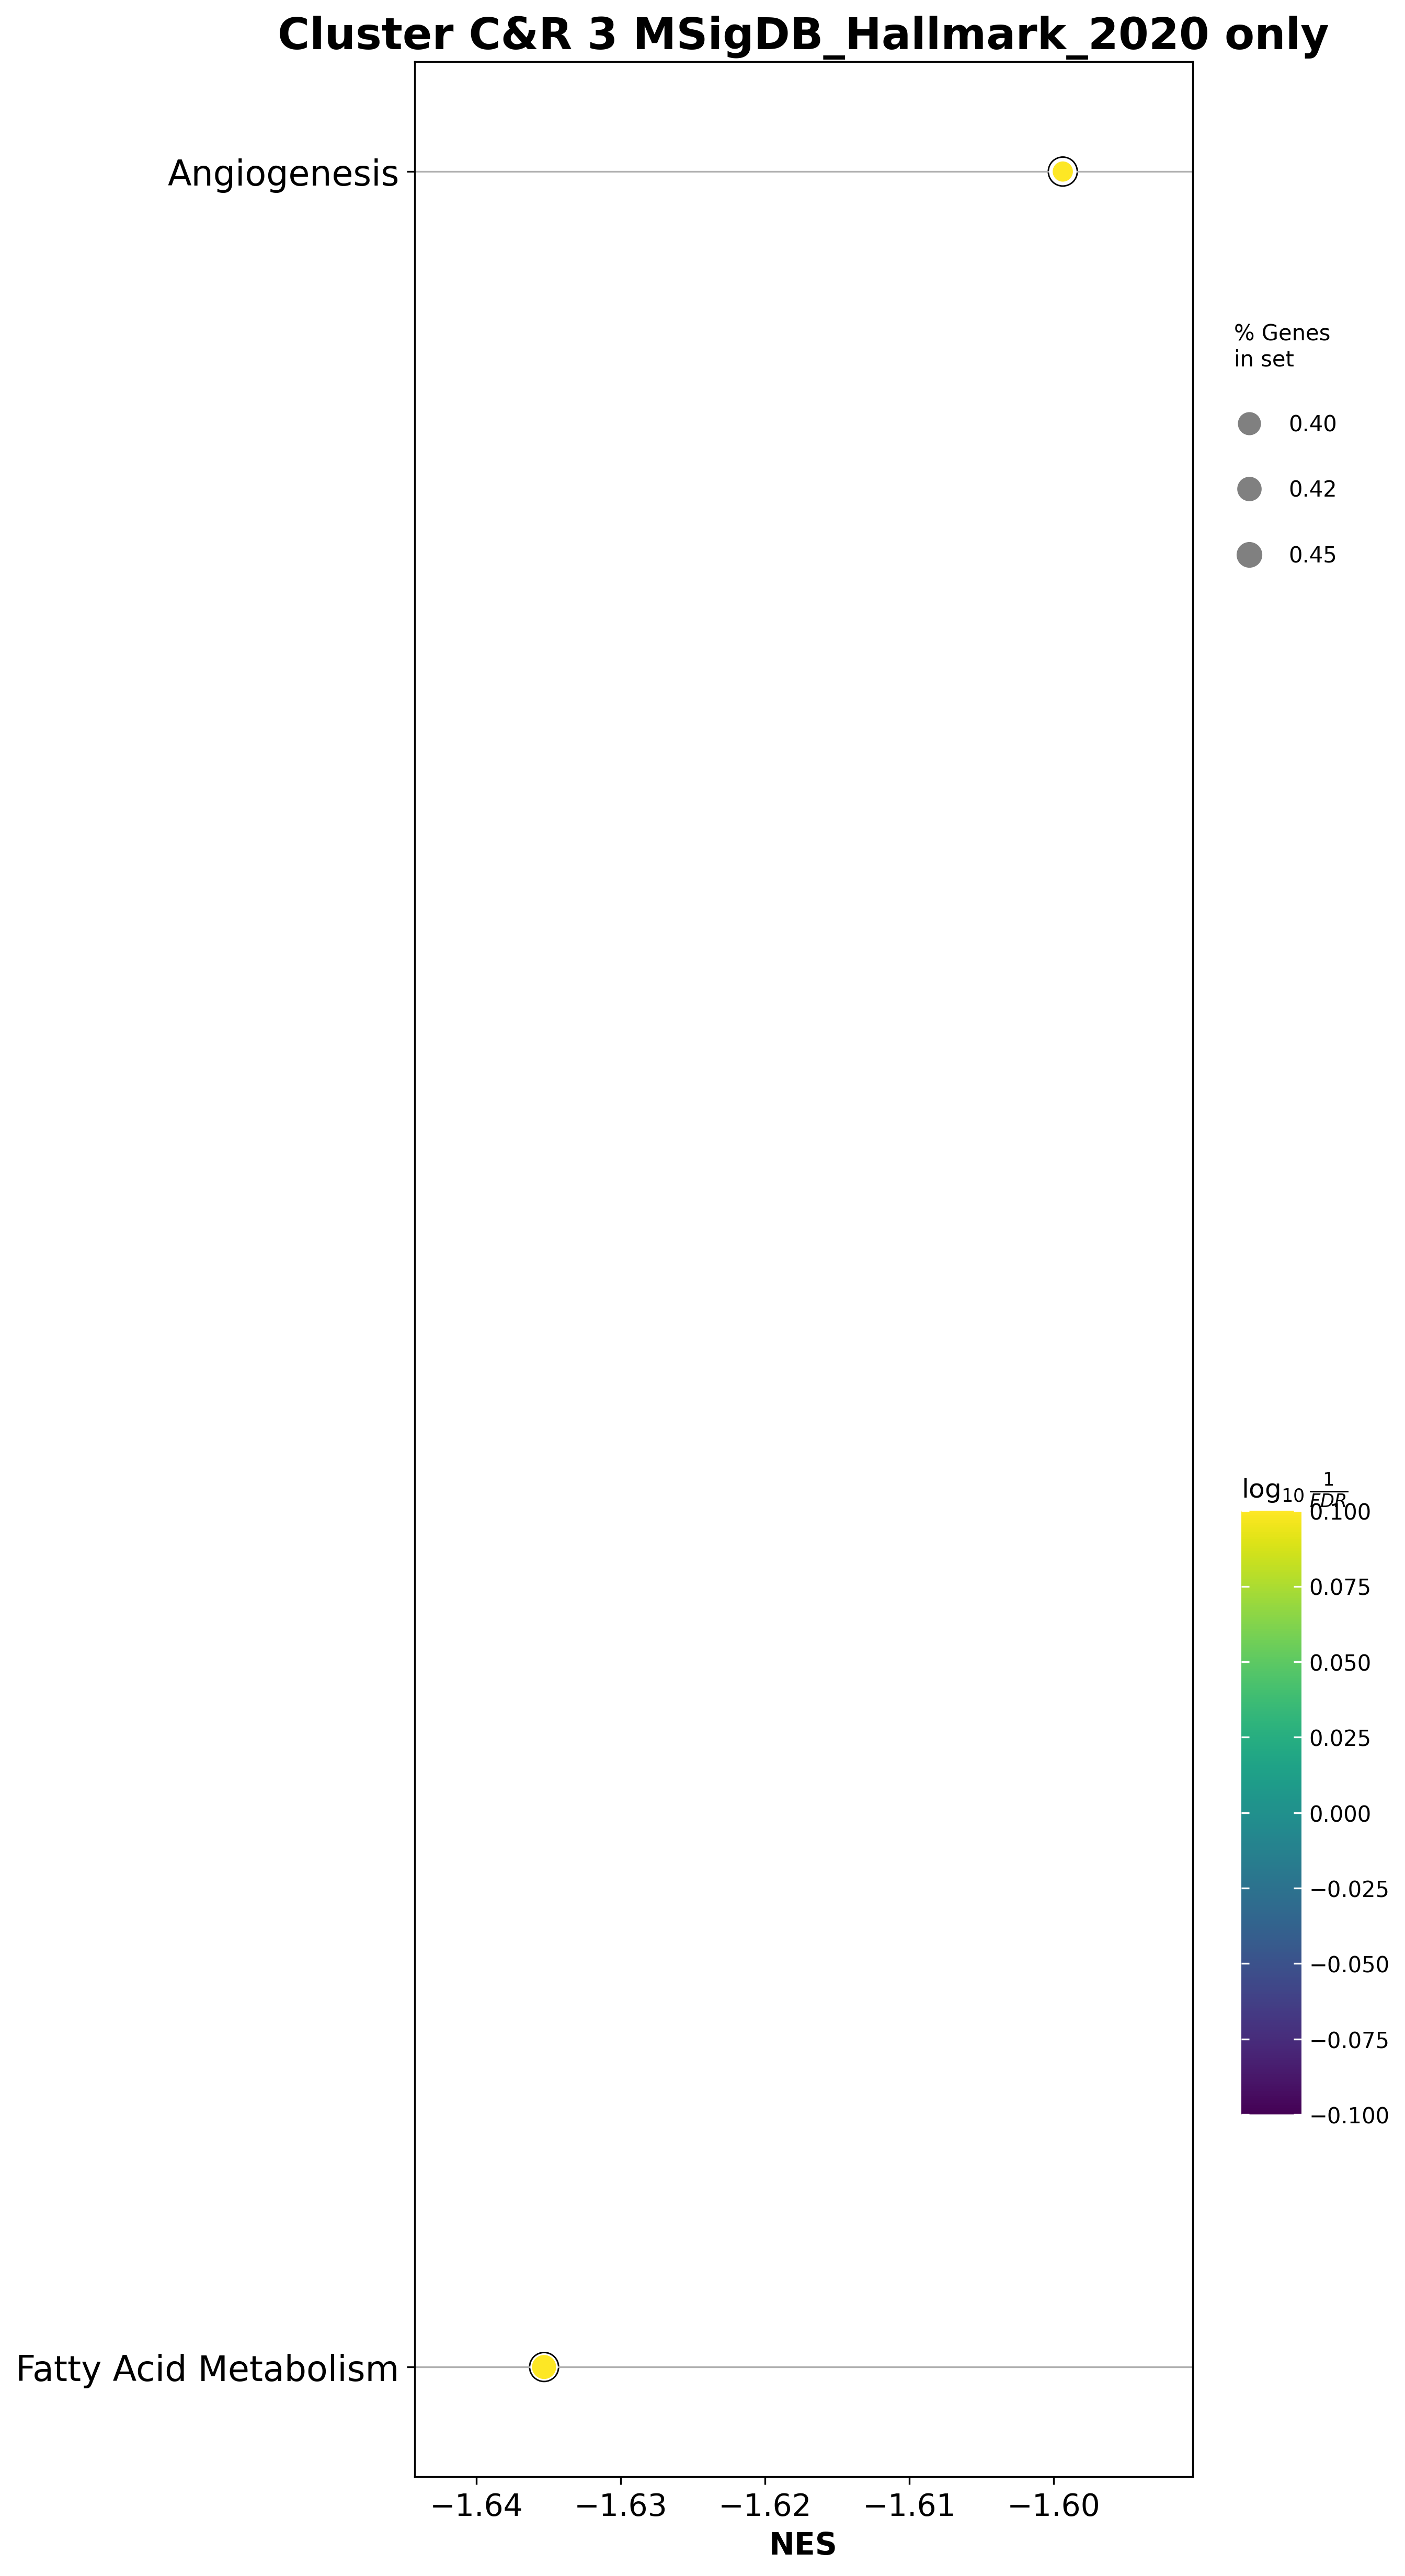 Cluster C&R 3 MSigDB_Hallmark_2020 only
Angiogenesis
% Genes
in set
0.40
0.42
0.45
log10 1/FDR
0.100
0.075
0.050
0.025
0.000
−0.025
−0.050
−0.075
−0.100
Fatty Acid Metabolism
−1.64 −1.63 −1.62 −1.61 −1.60
NES